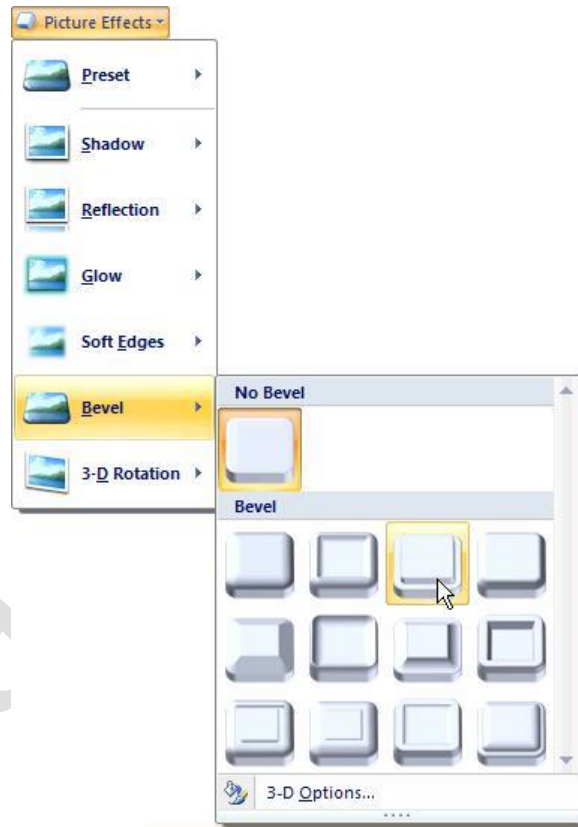 Picture Effects
Preset
Shadow
Reflection
Glow
Soft Edges
Bevel
3-D Rotation
No Bevel
Bevel
3-D Options...